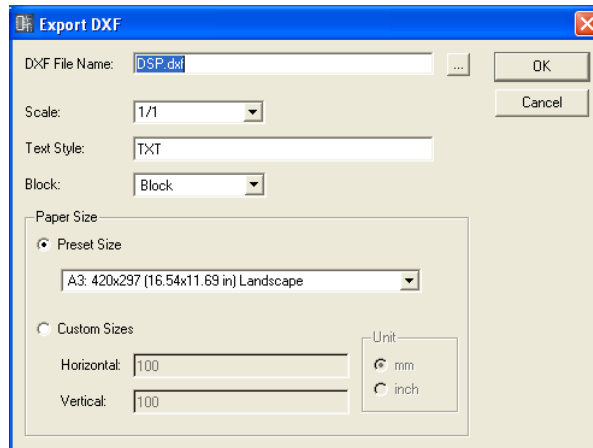 Export DXF
DXF File Name: DSP.dxf ... OK
Cancel
Scale: 1/1
Text Style: TXT
Block: Block
Paper Size
Preset Size
A3: 420x297 (16.54x11.69 in) Landscape
Custom Sizes
Unit
Horizontal: 100 mm
inch
Vertical: 100